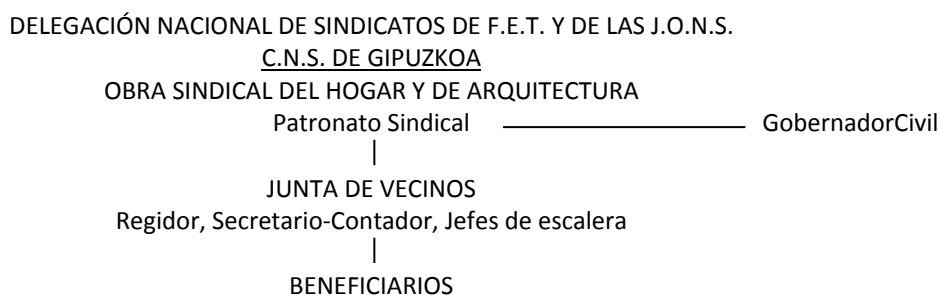 DELEGACIÓN NACIONAL DE SINDICATOS DE F.E.T. Y DE LAS J.O.N.S.
C.N.S. DE GIPUZKOA
OBRA SINDICAL DEL HOGAR Y DE ARQUITECTURA
Patronato Sindical GobernadorCivil
JUNTA DE VECINOS
Regidor, Secretario-Contador, Jefes de escalera
BENEFICIARIOS